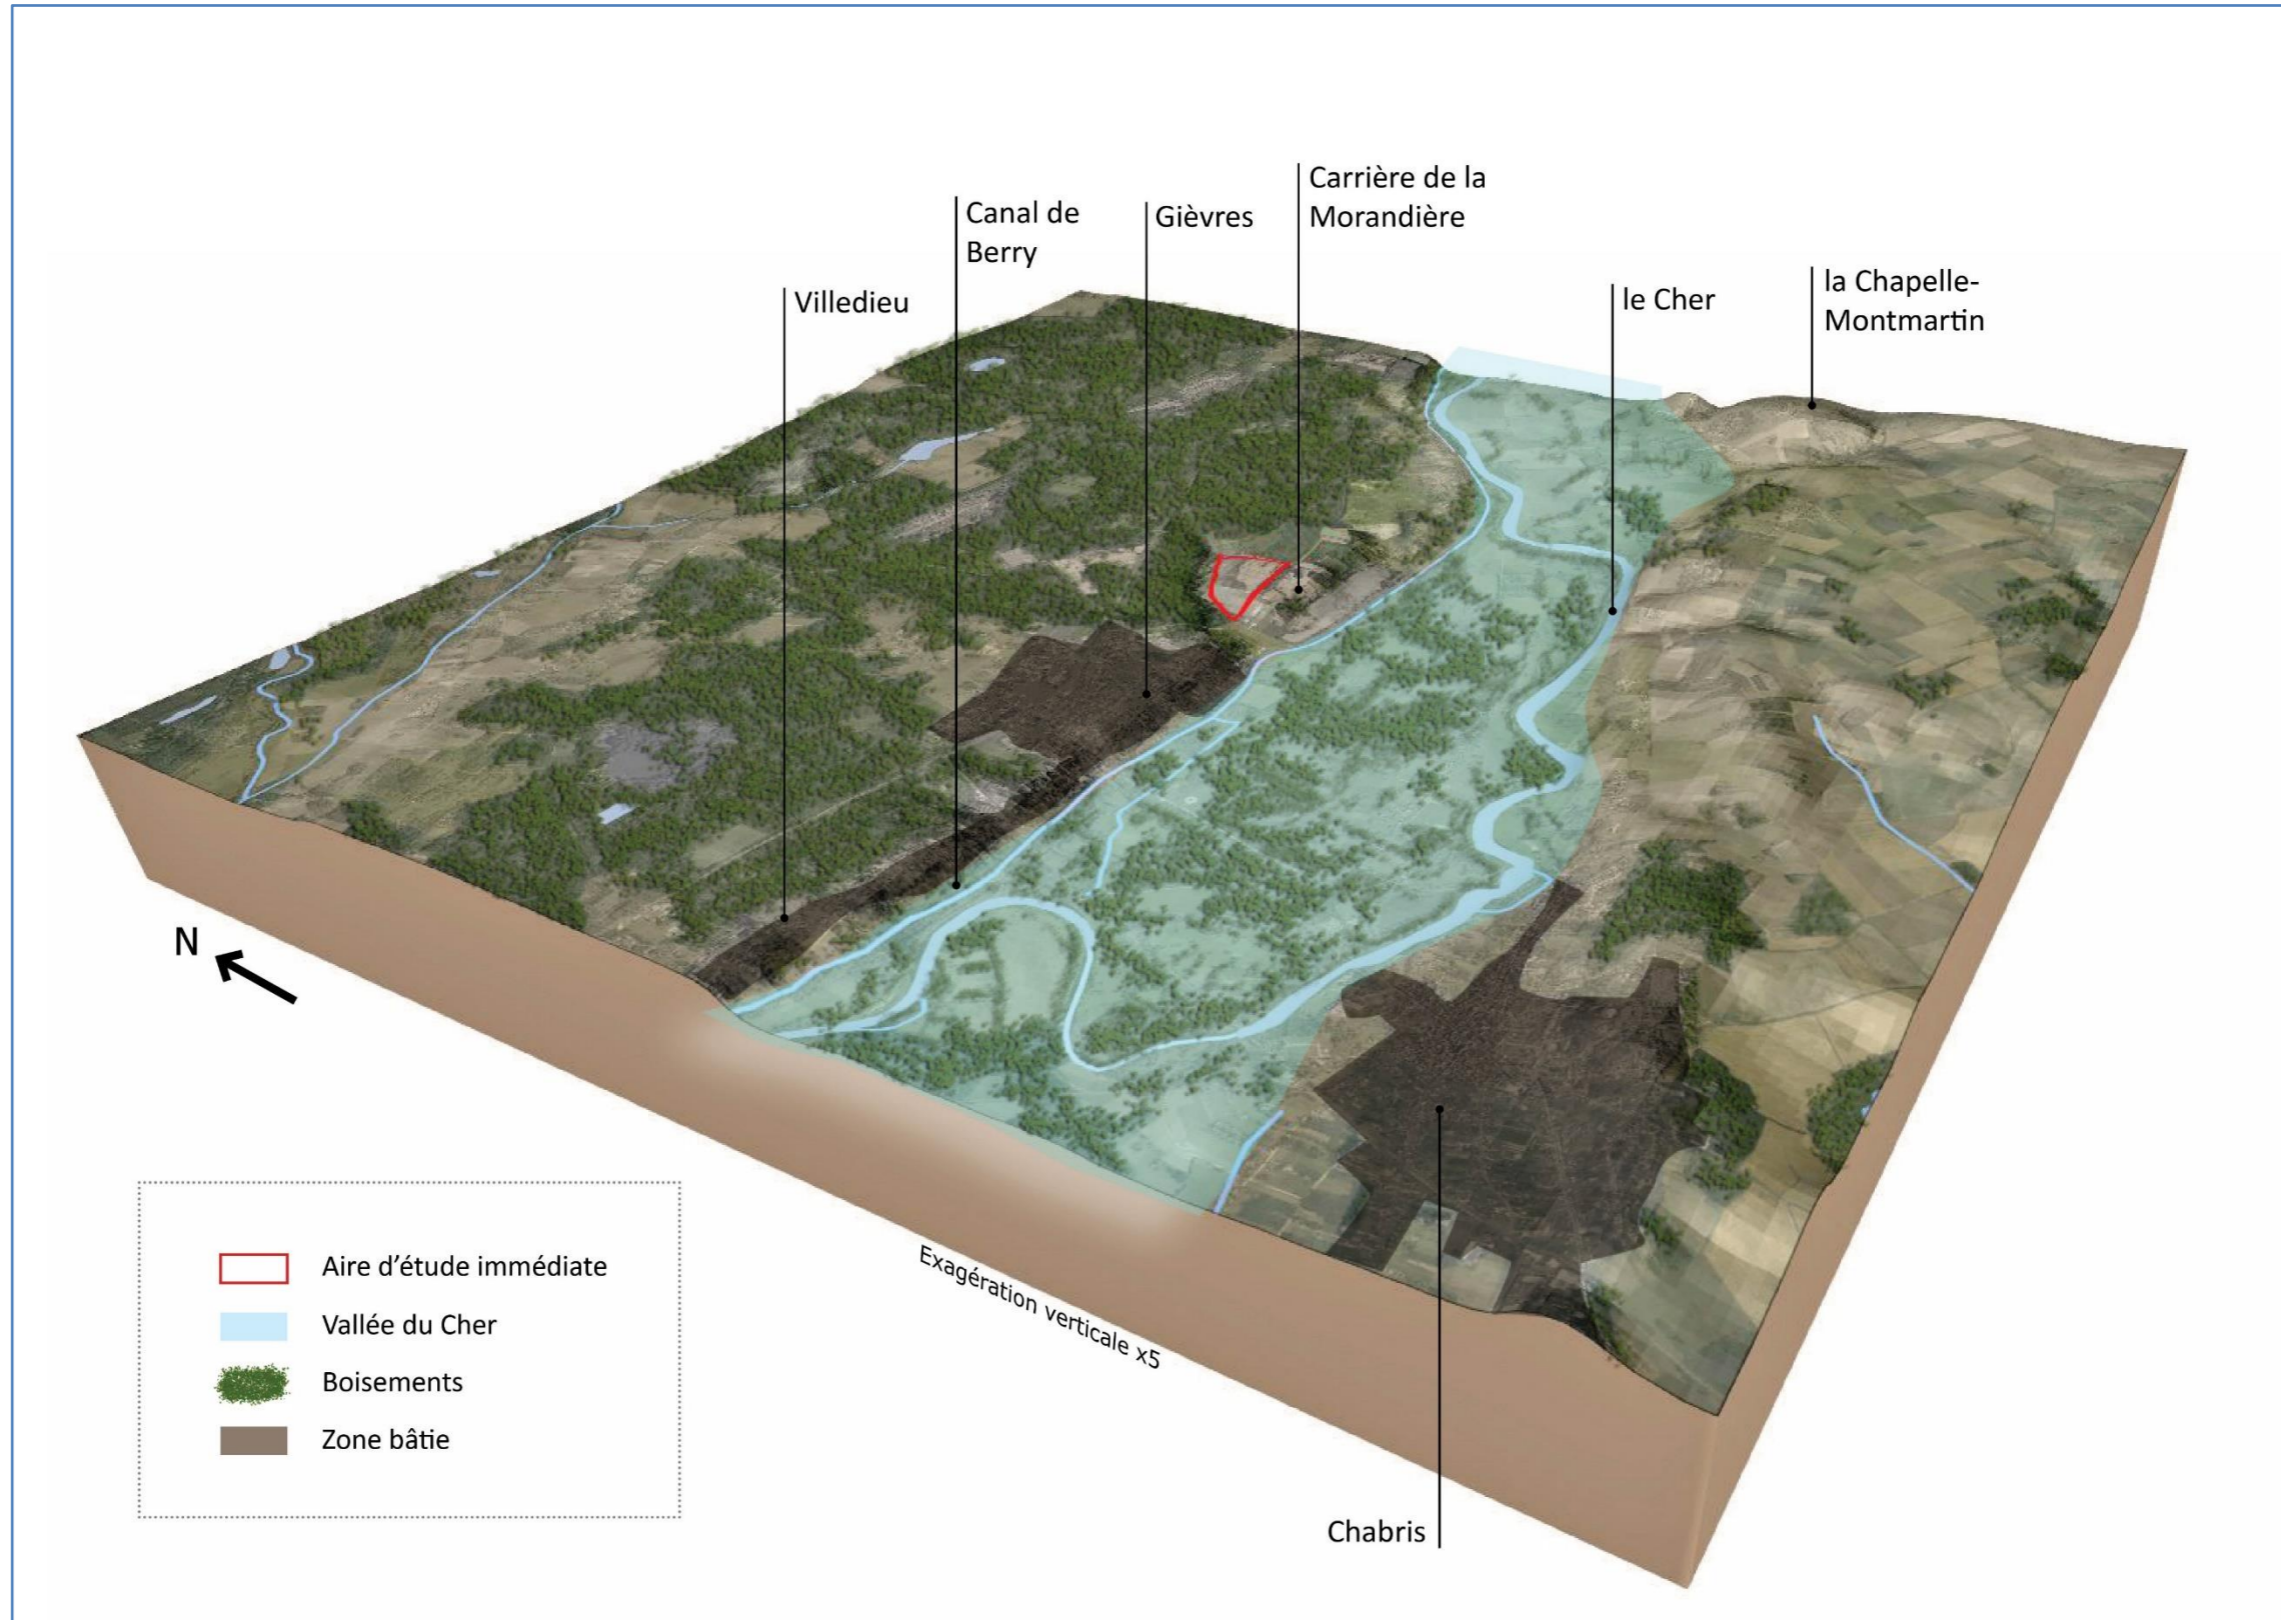 Carrière de la
Morandière
Canal de
Berry
Gièvres
la Chapelle-
Montmartin
Villedieu
le Cher
N
Exagération verticale x5
Aire d’étude immédiate
Vallée du Cher
Boisements
Zone bâtie
Chabris